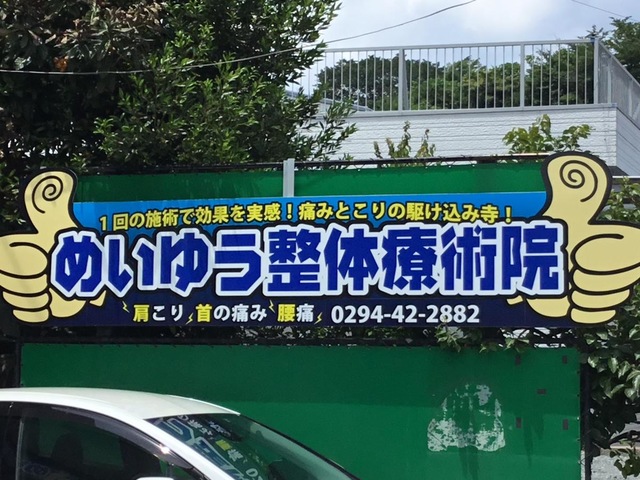 1回の施術で効果を実感！痛みとこりの駆け込み寺！
めいゆう整体療術院
肩こり 首の痛み 腰痛 0294-42-2882